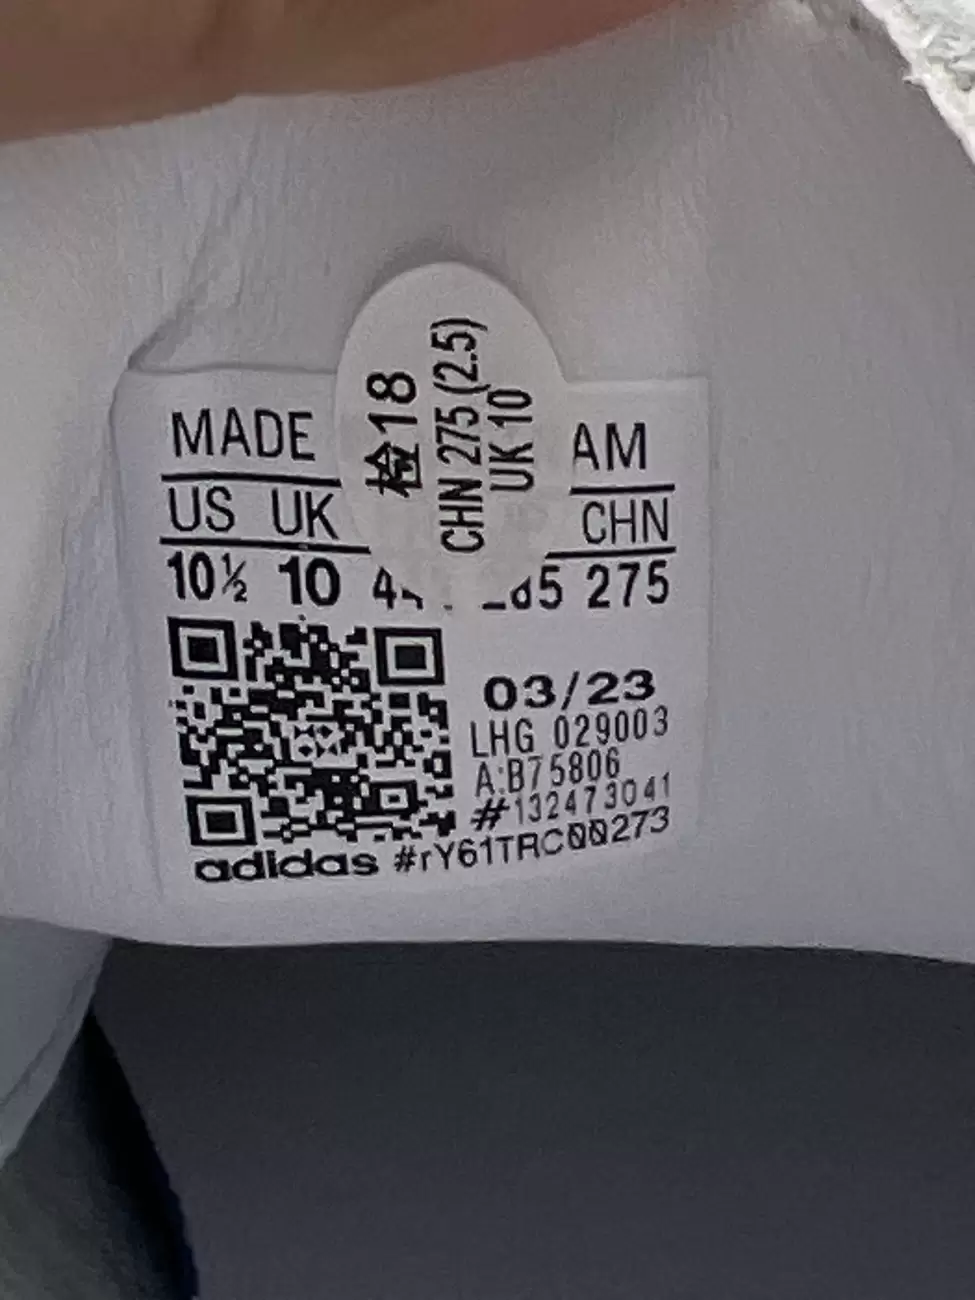 检18
CHN 275 (2.5)
UK 10
MADE AM
US UK CHN
10½ 10 275
03/23
LHG 029003
A:B75806
#132473041
adidas #rY61TRC00273